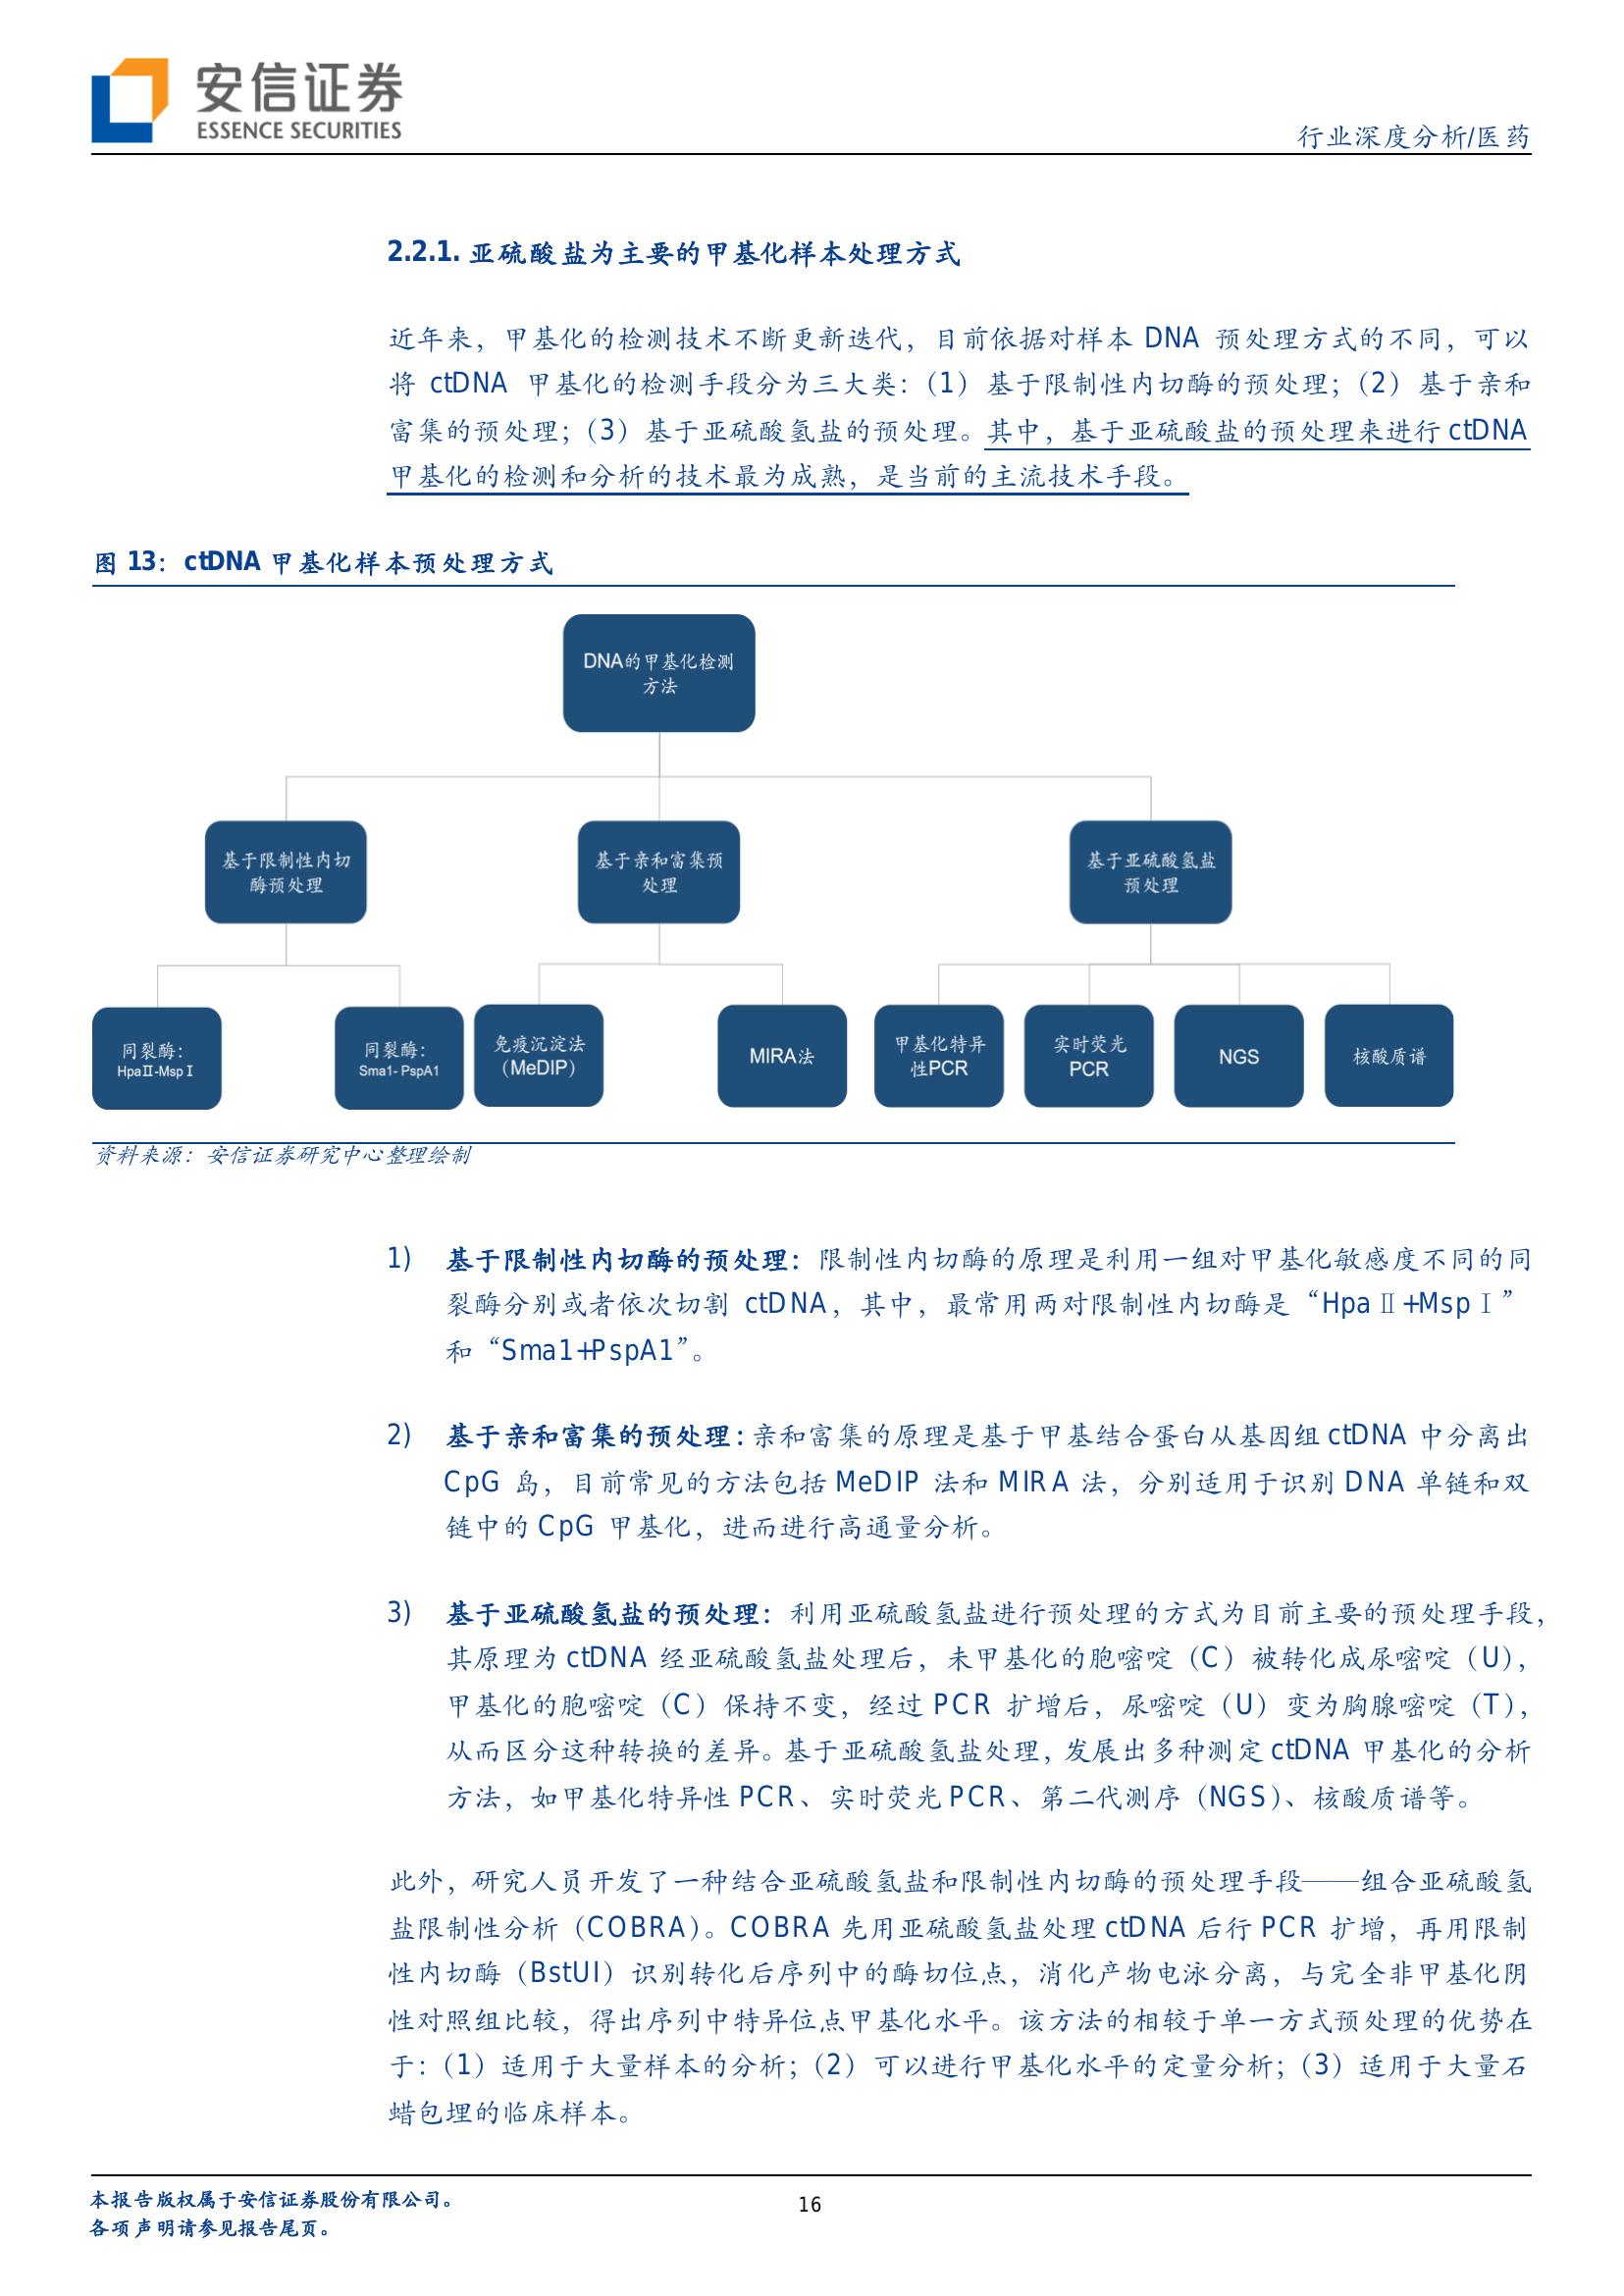 安信证券
ESSENCE SECURITIES
行业深度分析/医药
2.2.1. 亚硫酸盐为主要的甲基化样本处理方式
近年来，甲基化的检测技术不断更新迭代，目前依据对样本 DNA 预处理方式的不同，可以
将 ctDNA 甲基化的检测手段分为三大类：（1）基于限制性内切酶的预处理；（2）基于亲和
富集的预处理；（3）基于亚硫酸氢盐的预处理。其中，基于亚硫酸盐的预处理来进行 ctDNA
甲基化的检测和分析的技术最为成熟，是当前的主流技术手段。
图 13：ctDNA 甲基化样本预处理方式
DNA的甲基化检测
方法
基于限制性内切
酶预处理
基于亲和富集预
处理
基于亚硫酸氢盐
预处理
同裂酶：
HpaⅡ-MspⅠ
同裂酶：
Sma1- PspA1
免疫沉淀法
（MeDIP）
MIRA法
甲基化特异
性PCR
实时荧光
PCR
NGS
核酸质谱
资料来源：安信证券研究中心整理绘制
1) 基于限制性内切酶的预处理：限制性内切酶的原理是利用一组对甲基化敏感度不同的同
裂酶分别或者依次切割 ctDNA，其中，最常用两对限制性内切酶是“HpaⅡ+MspⅠ”
和“Sma1+PspA1”。
2) 基于亲和富集的预处理：亲和富集的原理是基于甲基结合蛋白从基因组 ctDNA 中分离出
CpG 岛，目前常见的方法包括 MeDIP 法和 MIRA 法，分别适用于识别 DNA 单链和双
链中的 CpG 甲基化，进而进行高通量分析。
3) 基于亚硫酸氢盐的预处理：利用亚硫酸氢盐进行预处理的方式为目前主要的预处理手段，
其原理为 ctDNA 经亚硫酸氢盐处理后，未甲基化的胞嘧啶（C）被转化成尿嘧啶（U），
甲基化的胞嘧啶（C）保持不变，经过 PCR 扩增后，尿嘧啶（U）变为胸腺嘧啶（T），
从而区分这种转换的差异。基于亚硫酸氢盐处理，发展出多种测定 ctDNA 甲基化的分析
方法，如甲基化特异性 PCR、实时荧光 PCR、第二代测序（NGS）、核酸质谱等。
此外，研究人员开发了一种结合亚硫酸氢盐和限制性内切酶的预处理手段——组合亚硫酸氢
盐限制性分析（COBRA）。COBRA 先用亚硫酸氢盐处理 ctDNA 后行 PCR 扩增，再用限制
性内切酶（BstUI）识别转化后序列中的酶切位点，消化产物电泳分离，与完全非甲基化阴
性对照组比较，得出序列中特异位点甲基化水平。该方法的相较于单一方式预处理的优势在
于：（1）适用于大量样本的分析；（2）可以进行甲基化水平的定量分析；（3）适用于大量石
蜡包埋的临床样本。
本报告版权属于安信证券股份有限公司。
各项声明请参见报告尾页。
16